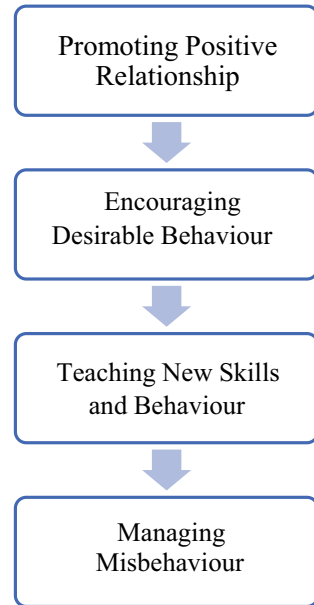 Promoting Positive
Relationship
Encouraging
Desirable Behaviour
Teaching New Skills
and Behaviour
Managing
Misbehaviour